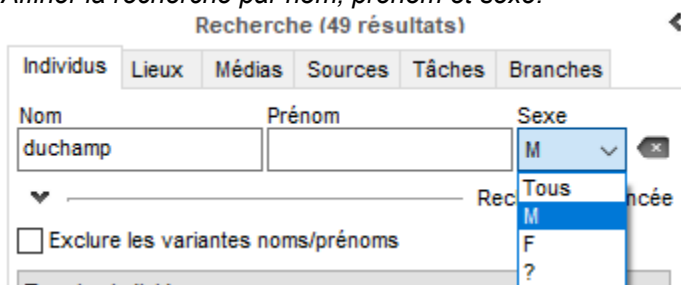 Affiner la recherche par nom, prénom et sexe.
Recherche (49 résultats)
Individus Lieux Médias Sources Tâches Branches
Nom Prénom Sexe
duchamp M
Tous
M
Exclure les variantes noms/prénoms F
?